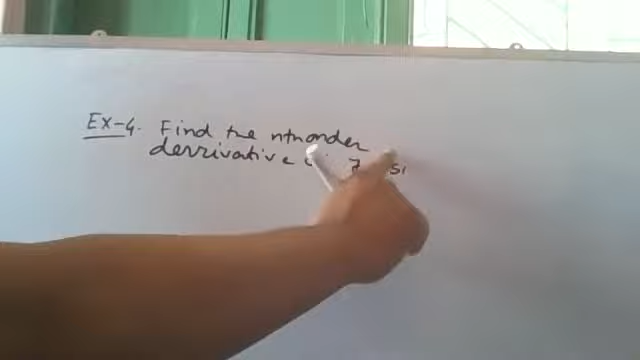 Ex-4. Find the nth order
derrivative